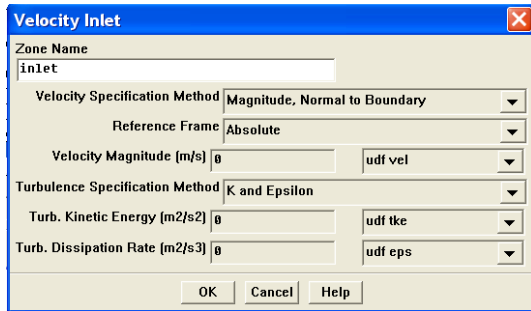 Velocity Inlet
Zone Name
inlet
Velocity Specification Method Magnitude, Normal to Boundary
Reference Frame Absolute
Velocity Magnitude (m/s) 0 udf vel
Turbulence Specification Method K and Epsilon
Turb. Kinetic Energy (m2/s2) 0 udf tke
Turb. Dissipation Rate (m2/s3) 0 udf eps
OK Cancel Help